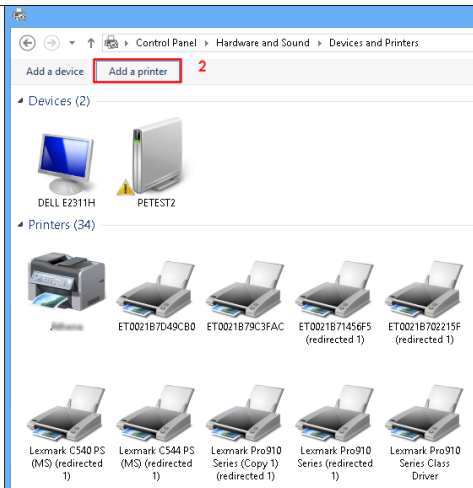 Control Panel ▸ Hardware and Sound ▸ Devices and Printers
Add a device Add a printer 2
Devices (2)
DELL E2311H PETEST2
Printers (34)
ET0021B7D49CB0 ET0021B79C3FAC ET0021B71456F5 ET0021B702215F
(redirected 1) (redirected 1)
Lexmark C540 PS Lexmark C544 PS Lexmark Pro910 Lexmark Pro910 Lexmark Pro910
(MS) (redirected (MS) (redirected Series (Copy 1) Series (redirected Series Class
1) 1) (redirected 1) 1) Driver